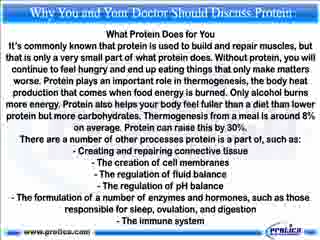 Why You and Your Doctor Should Discuss Protein:
What Protein Does for You
It's commonly known that protein is used to build and repair muscles, but
that is only a very small part of what protein does. Without protein, you will
continue to feel hungry and end up eating things that only make matters
worse. Protein plays an important role in thermogenesis, the body heat
production that comes when food energy is burned. Only alcohol burns
more energy. Protein also helps your body feel fuller than a diet than lower
protein but more carbohydrates. Thermogenesis from a meal is around 8%
on average. Protein can raise this by 30%.
There are a number of other processes protein is a part of, such as:
- Creating and repairing connective tissue
- The creation of cell membranes
- The regulation of fluid balance
- The regulation of pH balance
- The formulation of a number of enzymes and hormones, such as those
responsible for sleep, ovulation, and digestion
- The immune system
www.protica.com
protica